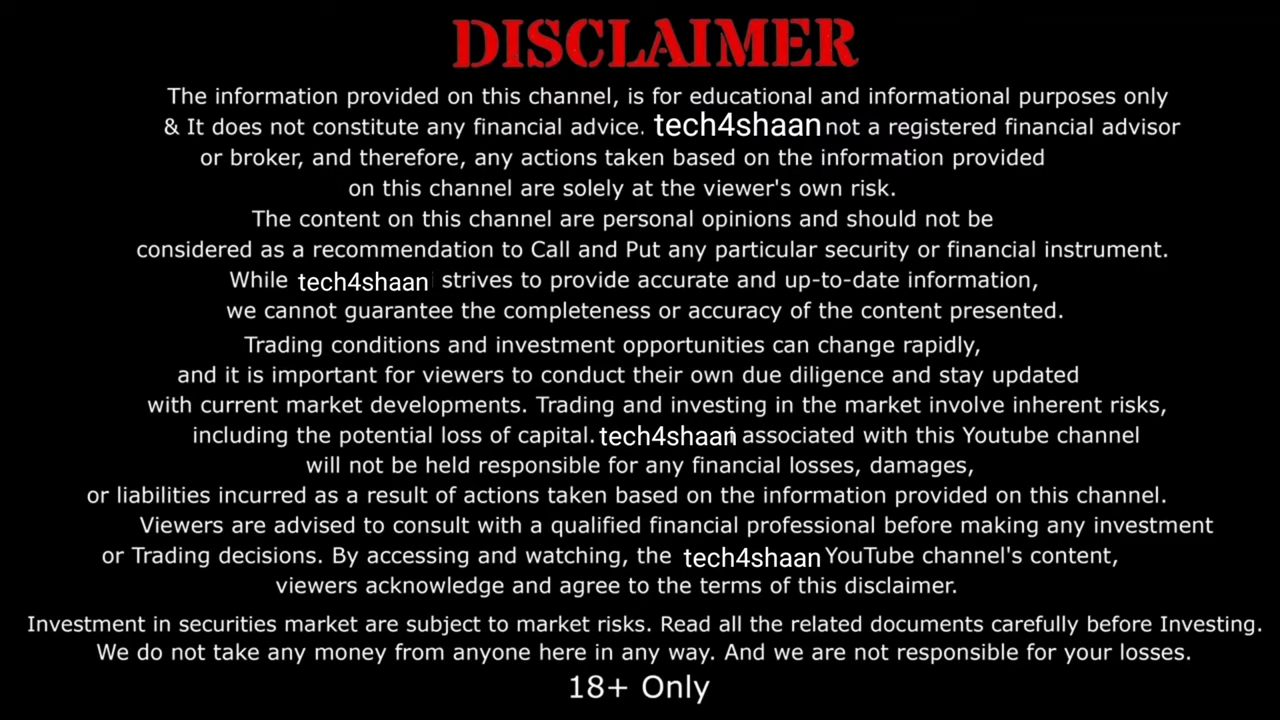 DISCLAIMER
The information provided on this channel, is for educational and informational purposes only
& It does not constitute any financial advice. tech4shaan not a registered financial advisor
or broker, and therefore, any actions taken based on the information provided
on this channel are solely at the viewer's own risk.
The content on this channel are personal opinions and should not be
considered as a recommendation to Call and Put any particular security or financial instrument.
While tech4shaan strives to provide accurate and up-to-date information,
we cannot guarantee the completeness or accuracy of the content presented.
Trading conditions and investment opportunities can change rapidly,
and it is important for viewers to conduct their own due diligence and stay updated
with current market developments. Trading and investing in the market involve inherent risks,
including the potential loss of capital. tech4shaan associated with this Youtube channel
will not be held responsible for any financial losses, damages,
or liabilities incurred as a result of actions taken based on the information provided on this channel.
Viewers are advised to consult with a qualified financial professional before making any investment
or Trading decisions. By accessing and watching, the tech4shaan YouTube channel's content,
viewers acknowledge and agree to the terms of this disclaimer.
Investment in securities market are subject to market risks. Read all the related documents carefully before Investing.
We do not take any money from anyone here in any way. And we are not responsible for your losses.
18+ Only